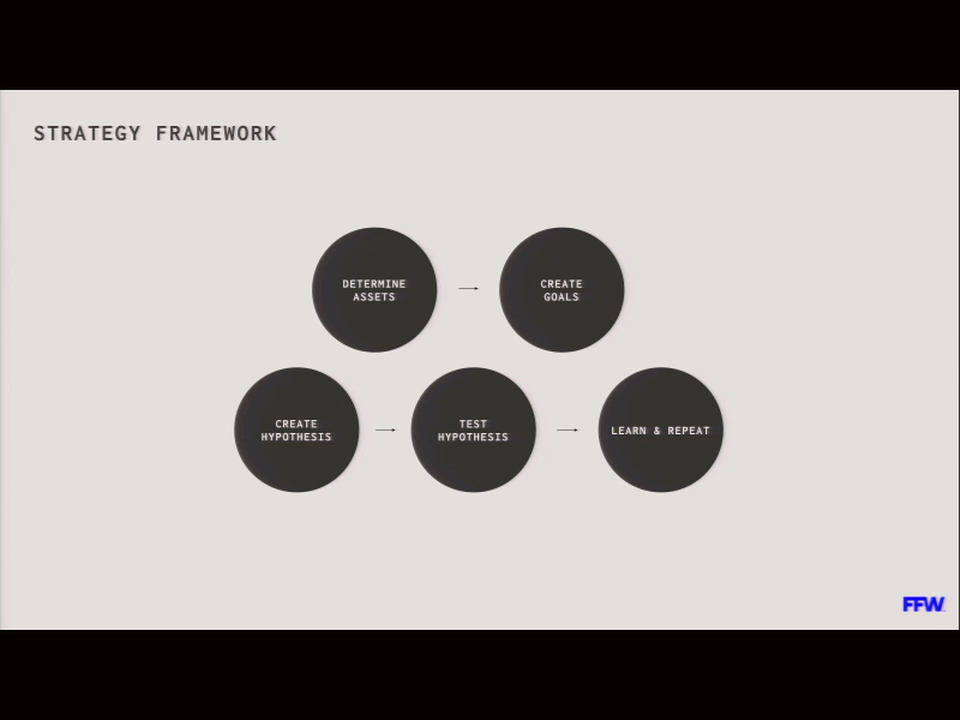 STRATEGY FRAMEWORK
DETERMINE
ASSETS
CREATE
GOALS
CREATE
HYPOTHESIS
TEST
HYPOTHESIS
LEARN & REPEAT
FFW